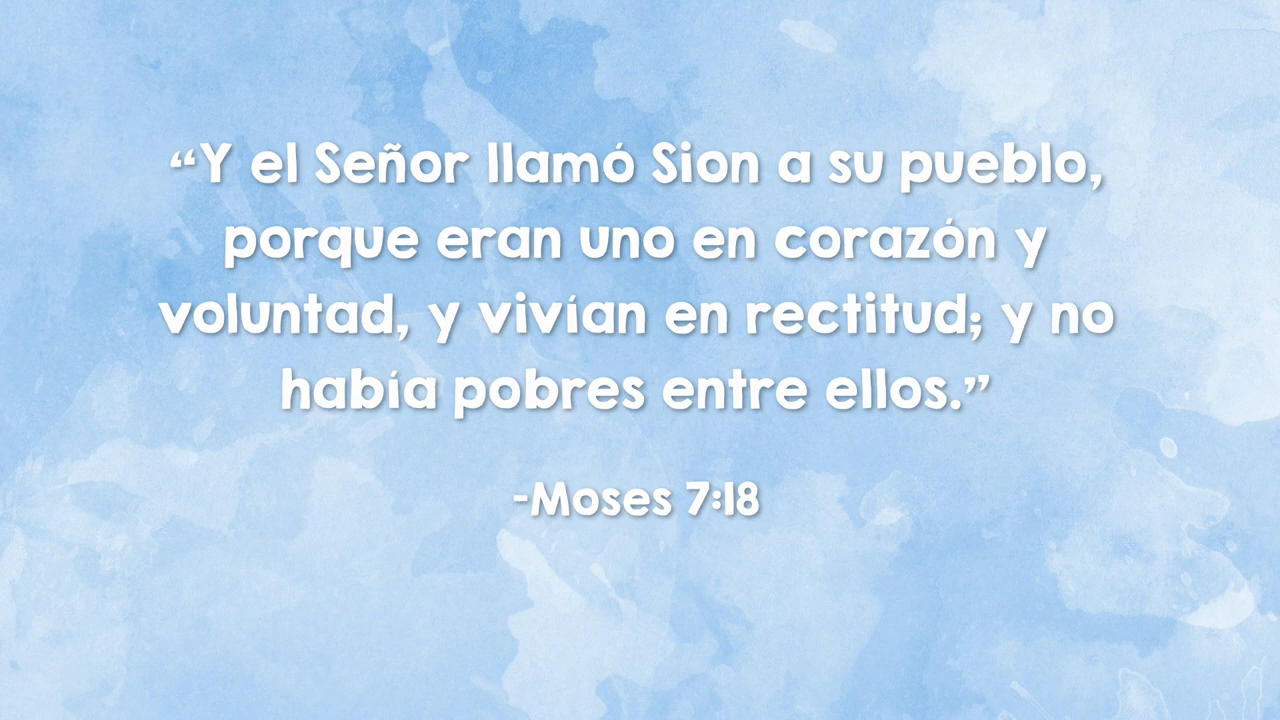 “Y el Señor llamó Sion a su pueblo,
porque eran uno en corazón y
voluntad, y vivían en rectitud; y no
había pobres entre ellos.”
-Moses 7:18